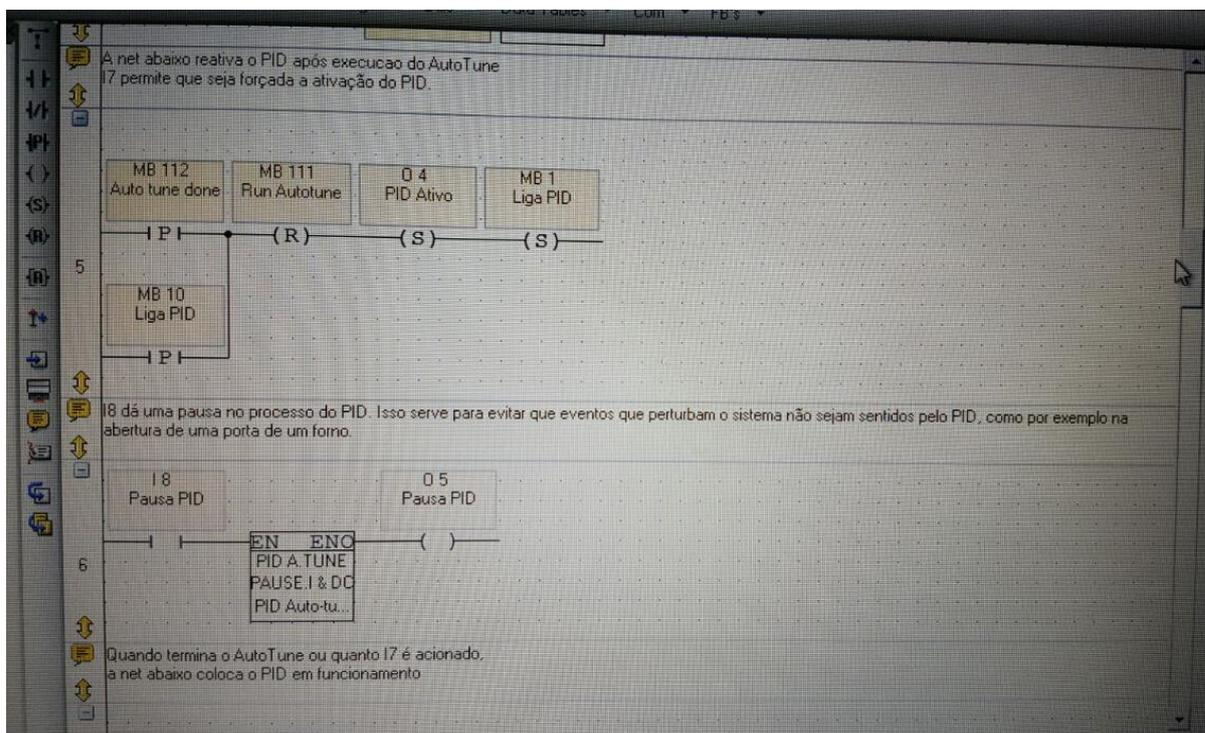 Data Tables Com FB's
A net abaixo reativa o PID após execucao do AutoTune
I7 permite que seja forçada a ativação do PID.
MB 112 MB 111 O 4 MB 1
Auto tune done Run Autotune PID Ativo Liga PID
P (R) (S) (S)
5
MB 10
Liga PID
P
I8 dá uma pausa no processo do PID. Isso serve para evitar que eventos que perturbam o sistema não sejam sentidos pelo PID, como por exemplo na
abertura de uma porta de um forno.
I 8 O 5
Pausa PID Pausa PID
EN ENO
6
PID A.TUNE
PAUSE.I & DC
PID Auto-tu...
Quando termina o AutoTune ou quanto I7 é acionado,
a net abaixo coloca o PID em funcionamento